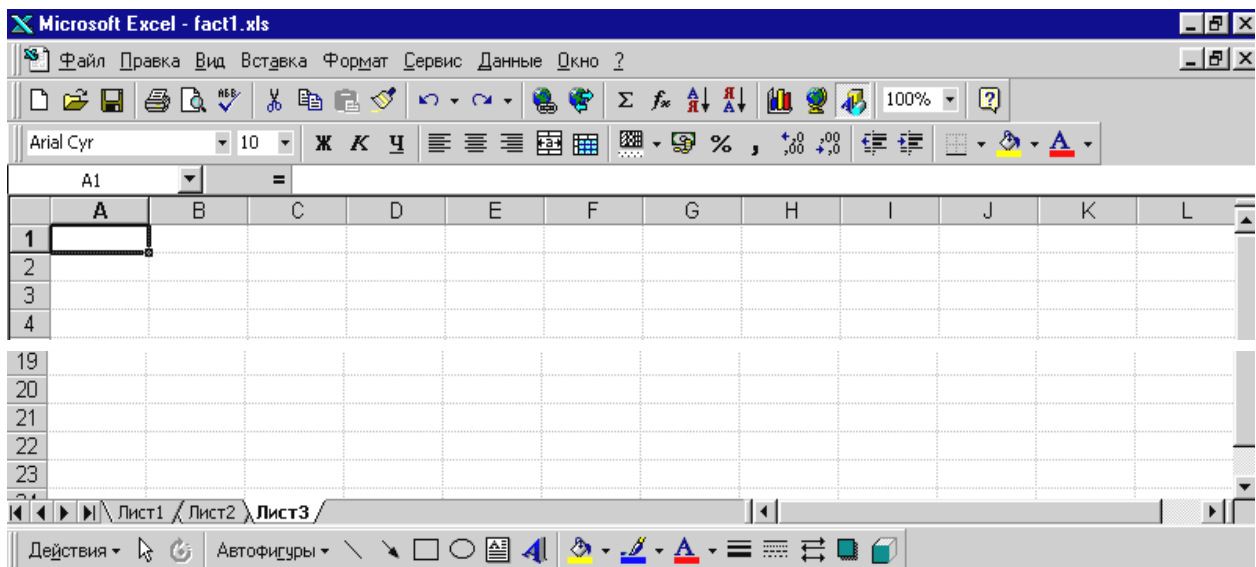 Microsoft Excel - fact1.xls
Файл Правка Вид Вставка Формат Сервис Данные Окно ?
Σ fx 100% ?
Arial Cyr 10 Ж К Ч % ,
A1 =
A B C D E F G H I J K L
1
2
3
4
19
20
21
22
23
Лист1 Лист2 Лист3
Действия Автофигуры